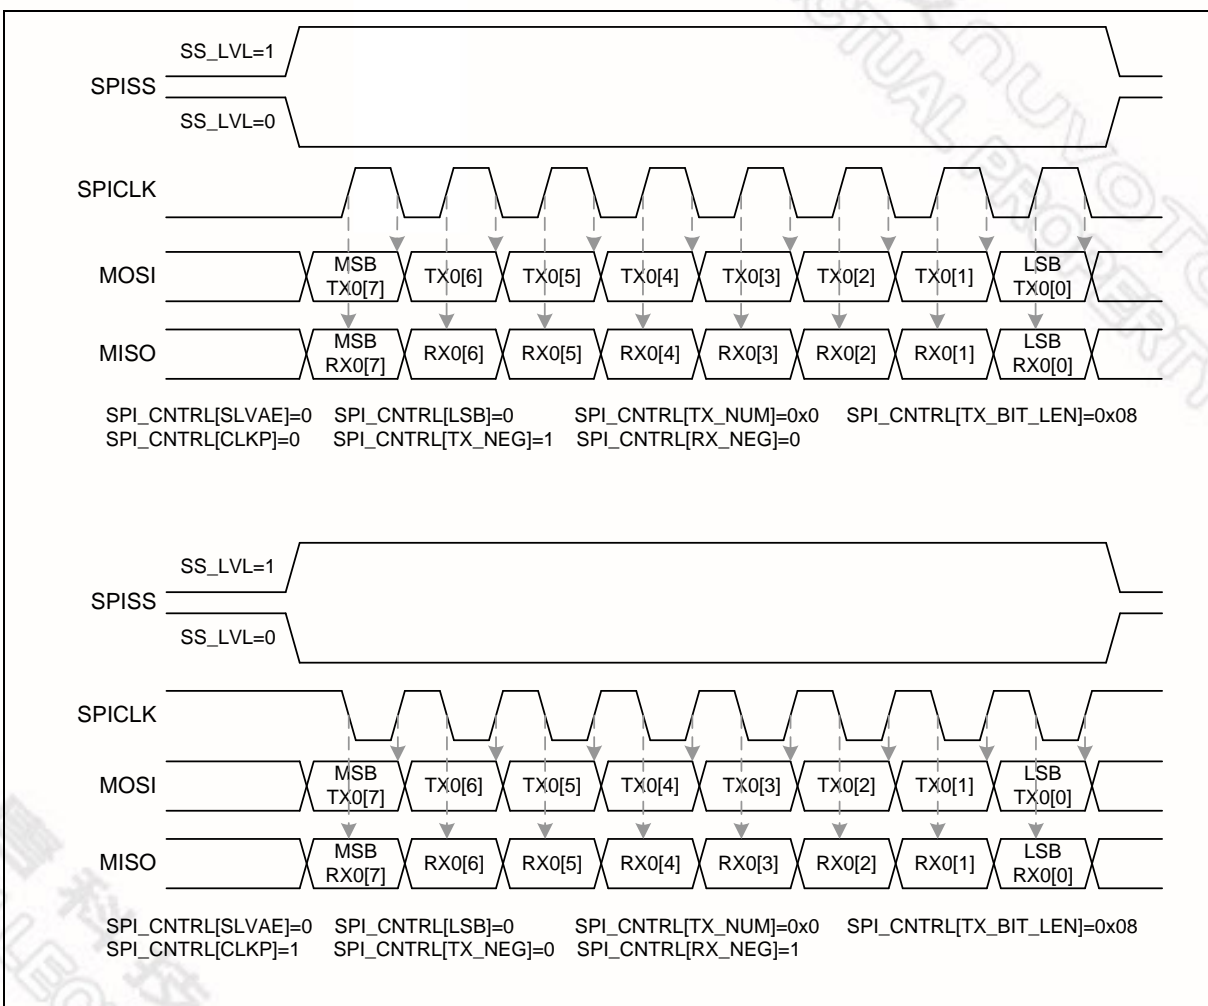 SS_LVL=1
SPISS
SS_LVL=0
SPICLK
MOSI
MSB TX0[7] TX0[6] TX0[5] TX0[4] TX0[3] TX0[2] TX0[1] LSB TX0[0]
MISO
MSB RX0[7] RX0[6] RX0[5] RX0[4] RX0[3] RX0[2] RX0[1] LSB RX0[0]
SPI_CNTRL[SLVAE]=0 SPI_CNTRL[LSB]=0 SPI_CNTRL[TX_NUM]=0x0 SPI_CNTRL[TX_BIT_LEN]=0x08
SPI_CNTRL[CLKP]=0 SPI_CNTRL[TX_NEG]=1 SPI_CNTRL[RX_NEG]=0
SS_LVL=1
SPISS
SS_LVL=0
SPICLK
MOSI
MSB TX0[7] TX0[6] TX0[5] TX0[4] TX0[3] TX0[2] TX0[1] LSB TX0[0]
MISO
MSB RX0[7] RX0[6] RX0[5] RX0[4] RX0[3] RX0[2] RX0[1] LSB RX0[0]
SPI_CNTRL[SLVAE]=0 SPI_CNTRL[LSB]=0 SPI_CNTRL[TX_NUM]=0x0 SPI_CNTRL[TX_BIT_LEN]=0x08
SPI_CNTRL[CLKP]=1 SPI_CNTRL[TX_NEG]=0 SPI_CNTRL[RX_NEG]=1